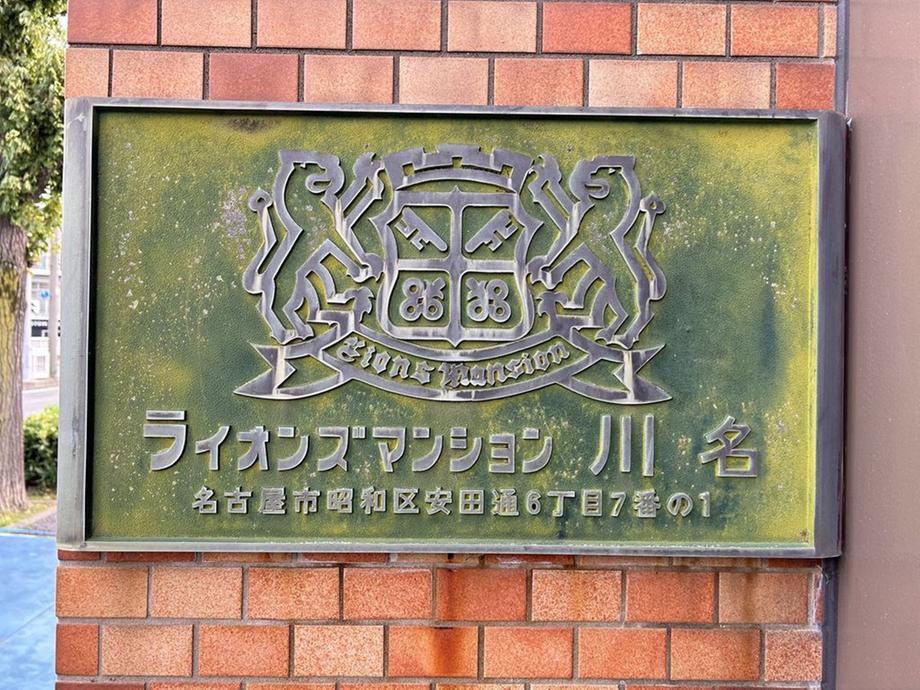 Lions Mansion
ライオンズマンション 川名
名古屋市昭和区安田通6丁目7番の1